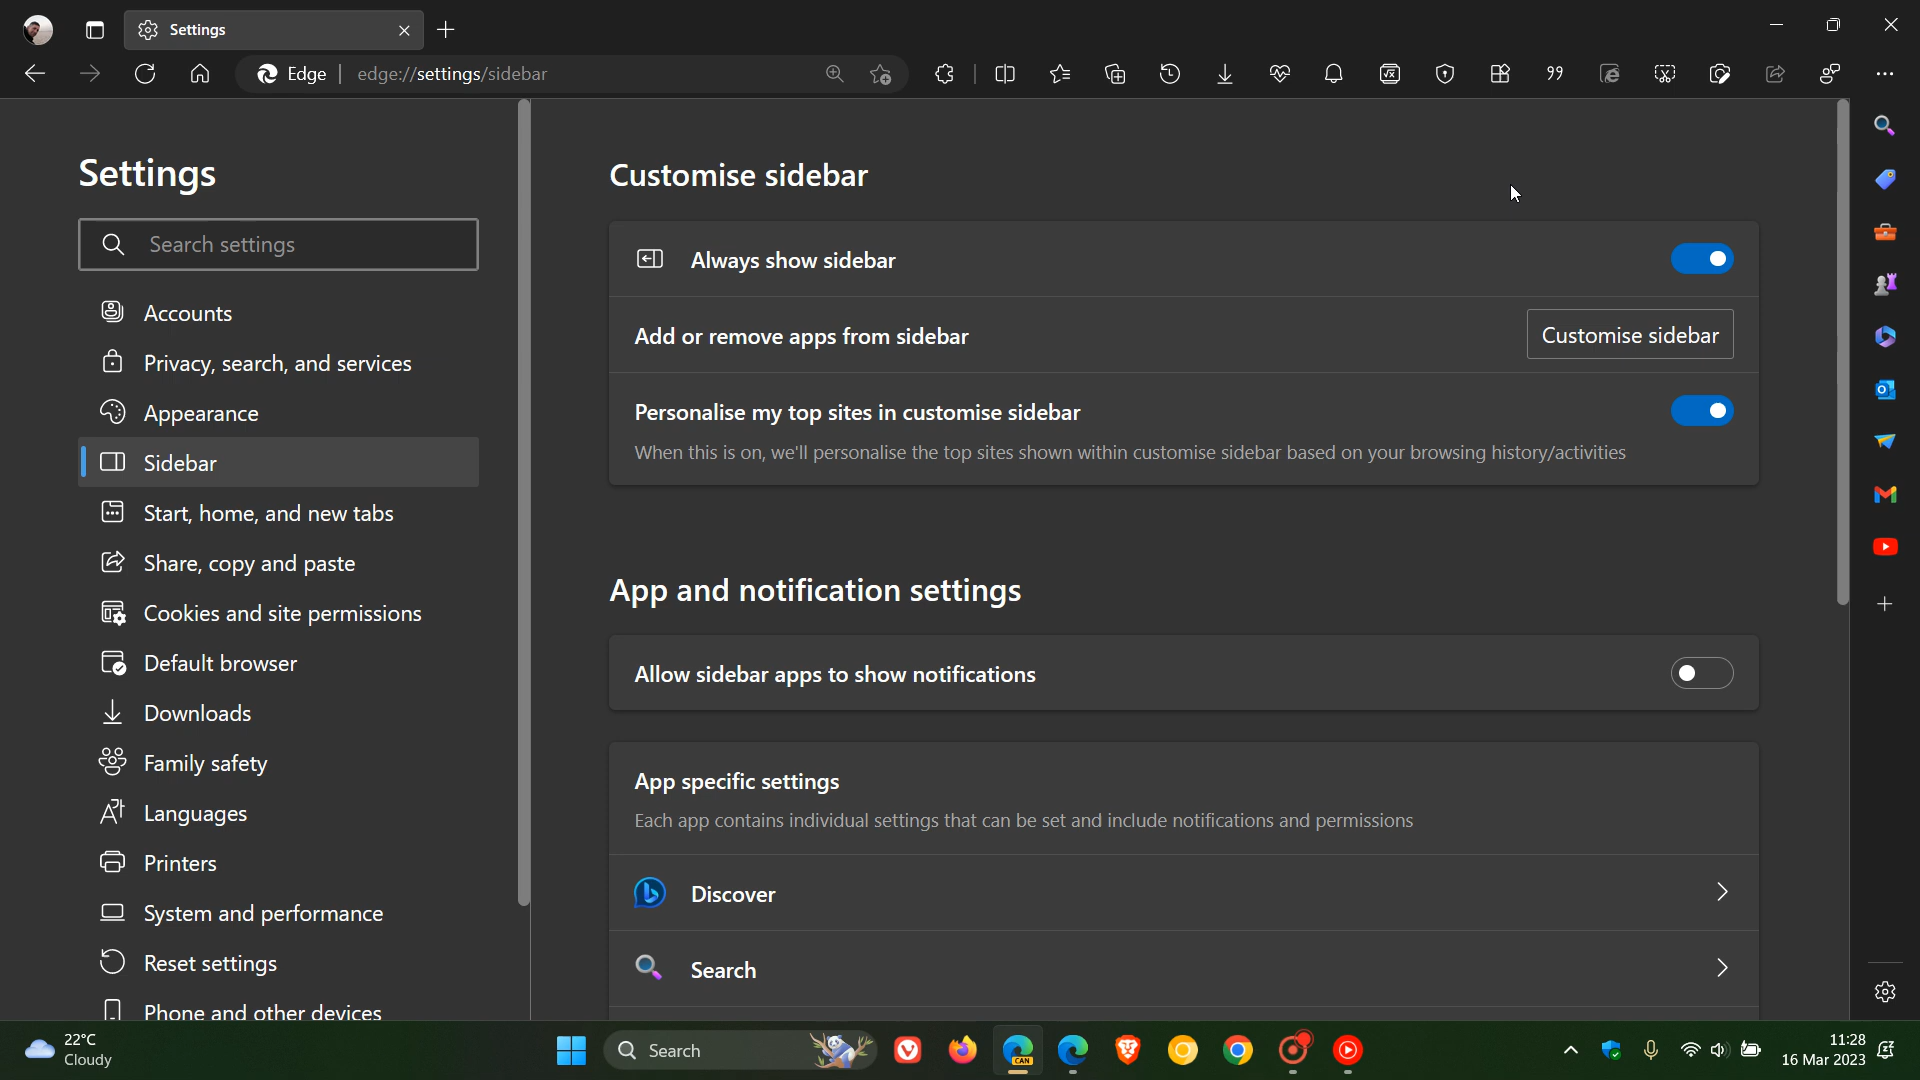 Settings
Edge
edge://settings/sidebar
Settings
Search settings
Accounts
Privacy, search, and services
Appearance
Sidebar
Start, home, and new tabs
Share, copy and paste
Cookies and site permissions
Default browser
Downloads
Family safety
Languages
Printers
System and performance
Reset settings
Phone and other devices
Customise sidebar
Always show sidebar
Add or remove apps from sidebar
Customise sidebar
Personalise my top sites in customise sidebar
When this is on, we'll personalise the top sites shown within customise sidebar based on your browsing history/activities
App and notification settings
Allow sidebar apps to show notifications
App specific settings
Each app contains individual settings that can be set and include notifications and permissions
Discover
Search
22°C
Cloudy
Search
CAN
11:28
16 Mar 2023